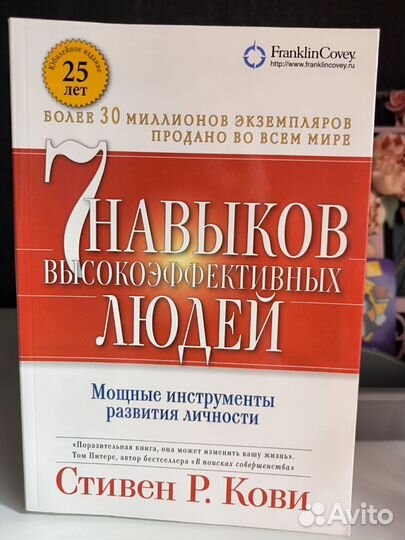 Юбилейное издание
25
ЛЕТ
FranklinCovey
http://www.franklincovey.ru
БОЛЕЕ 30 МИЛЛИОНОВ ЭКЗЕМПЛЯРОВ
ПРОДАНО ВО ВСЕМ МИРЕ
7 НАВЫКОВ
ВЫСОКОЭФФЕКТИВНЫХ
ЛЮДЕЙ
Мощные инструменты
развития личности
«Поразительная книга, она может изменить вашу жизнь».
Том Питерс, автор бестселлера «В поисках совершенства»
Стивен Р. Кови
Avito